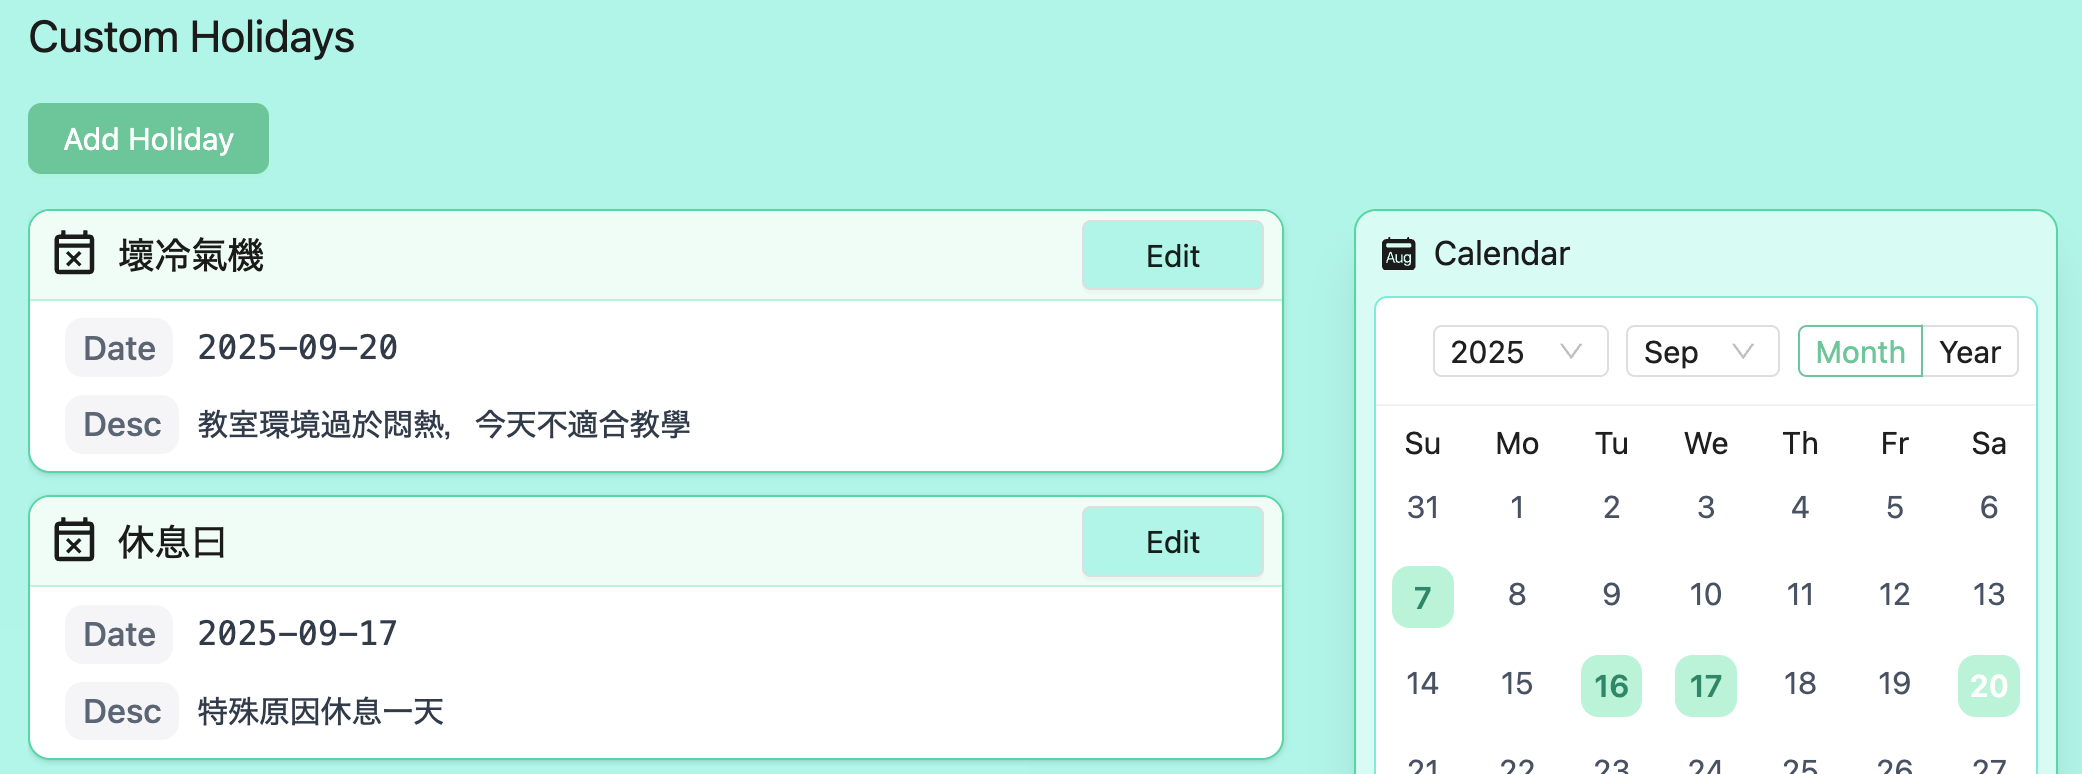 Custom Holidays
Add Holiday
壞冷氣機
Edit
Date 2025-09-20
Desc 教室環境過於悶熱，今天不適合教學
休息日
Edit
Date 2025-09-17
Desc 特殊原因休息一天
Aug Calendar
2025 Sep Month Year
Su Mo Tu We Th Fr Sa
31 1 2 3 4 5 6
7 8 9 10 11 12 13
14 15 16 17 18 19 20
21 22 23 24 25 26 27